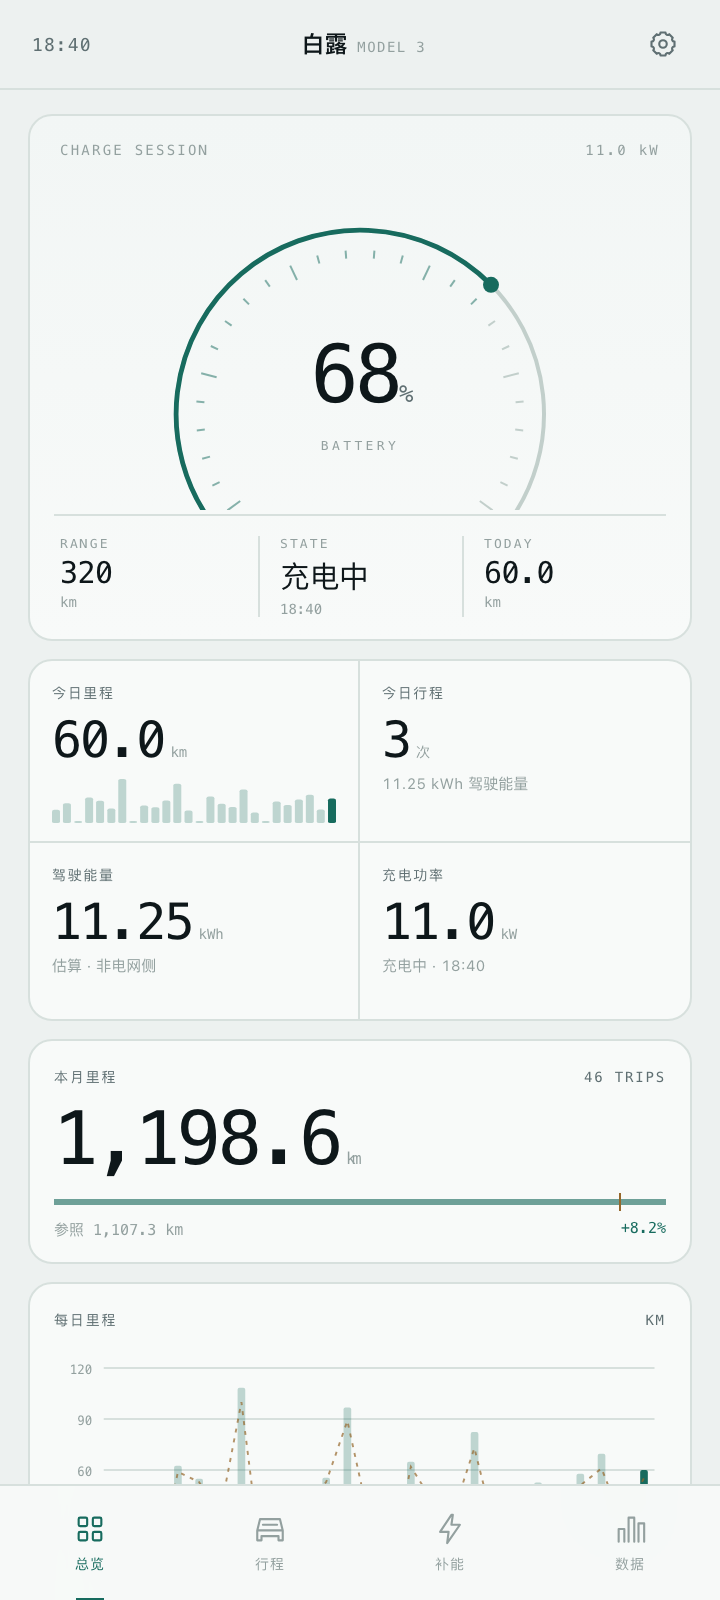 18:40 白露 MODEL 3
CHARGE SESSION 11.0 kW
68%
BATTERY
RANGE STATE TODAY
320 充电中 60.0
km 18:40 km
今日里程
60.0 km
今日行程
3 次
11.25 kWh 驾驶能量
驾驶能量
11.25 kWh
估算 · 非电网侧
充电功率
11.0 kW
充电中 · 18:40
本月里程 46 TRIPS
1,198.6 km
参照 1,107.3 km +8.2%
每日里程 KM
120
90
60
总览 行程 补能 数据